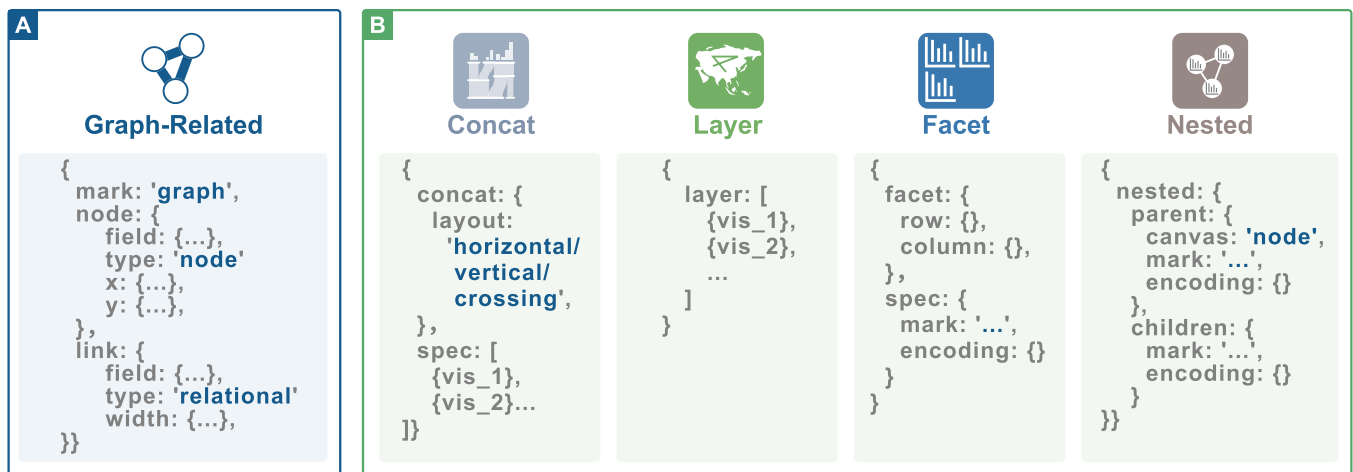 A
Graph-Related
{
mark: 'graph',
node: {
field: {...},
type: 'node'
x: {...},
y: {...},
},
link: {
field: {...},
type: 'relational'
width: {...},
}}
B
Concat
{
concat: {
layout:
'horizontal/
vertical/
crossing',
},
spec: [
{vis_1},
{vis_2}...
]}
Layer
{
layer: [
{vis_1},
{vis_2},
...
]
}
Facet
{
facet: {
row: {},
column: {},
},
spec: {
mark: '...',
encoding: {}
}
}
Nested
{
nested: {
parent: {
canvas: 'node',
mark: '...',
encoding: {}
},
children: {
mark: '...',
encoding: {}
}
}}